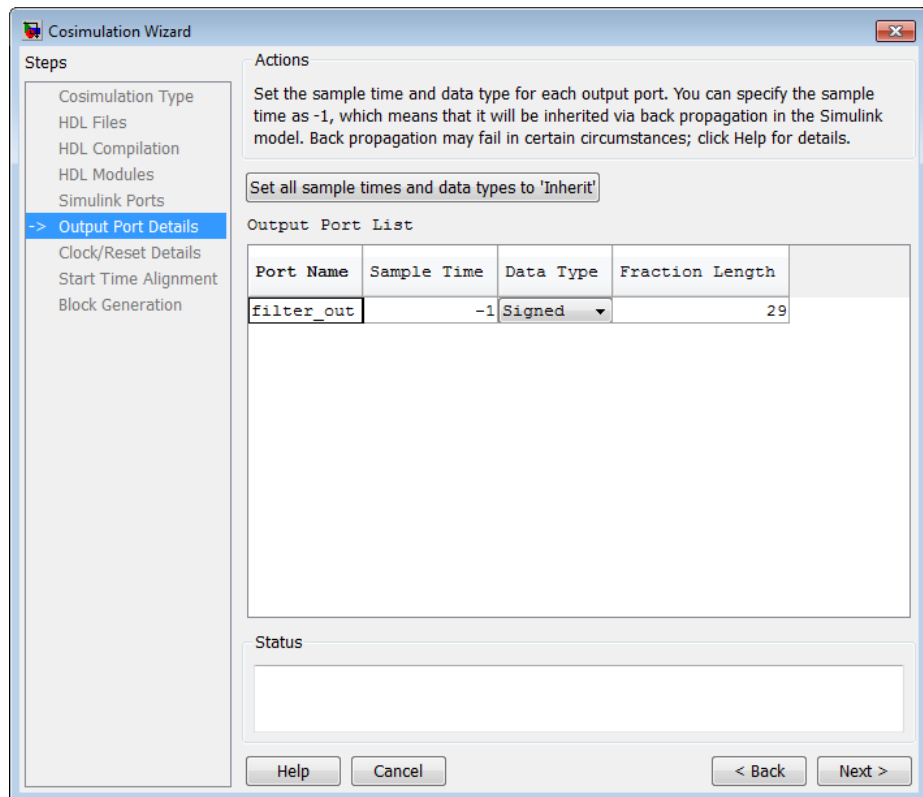 Cosimulation Wizard
Steps
Cosimulation Type
HDL Files
HDL Compilation
HDL Modules
Simulink Ports
-> Output Port Details
Clock/Reset Details
Start Time Alignment
Block Generation
Actions
Set the sample time and data type for each output port. You can specify the sample
time as -1, which means that it will be inherited via back propagation in the Simulink
model. Back propagation may fail in certain circumstances; click Help for details.
Set all sample times and data types to 'Inherit'
Output Port List
Port Name Sample Time Data Type Fraction Length
filter_out -1 Signed 29
Status
Help Cancel < Back Next >